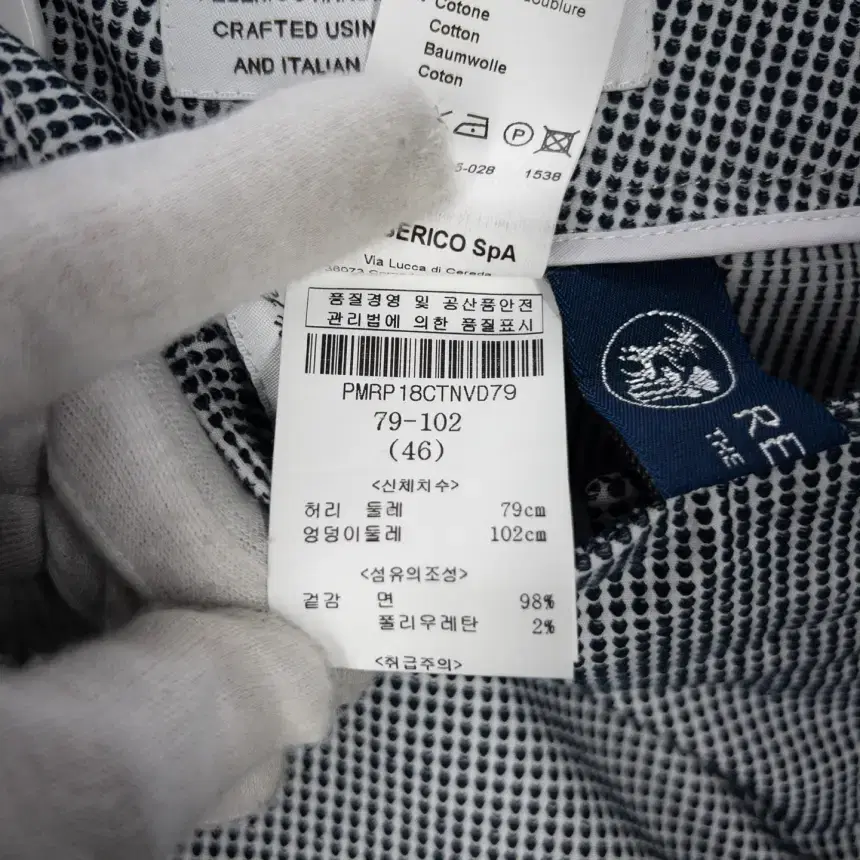 CRAFTED USIN
AND ITALIAN
Cotone
Cotton
Baumwolle
Coton
P
5-028 1538
BERICO SpA
Via Lucca di
품질경영 및 공산품안전
관리법에 의한 품질표시
PMRP18CTNVD79
79-102
(46)
<신체치수>
허리 둘레 79cm
엉덩이둘레 102cm
<섬유의조성>
겉감 면 98%
폴리우레탄 2%
<취급주의>
RE
THE